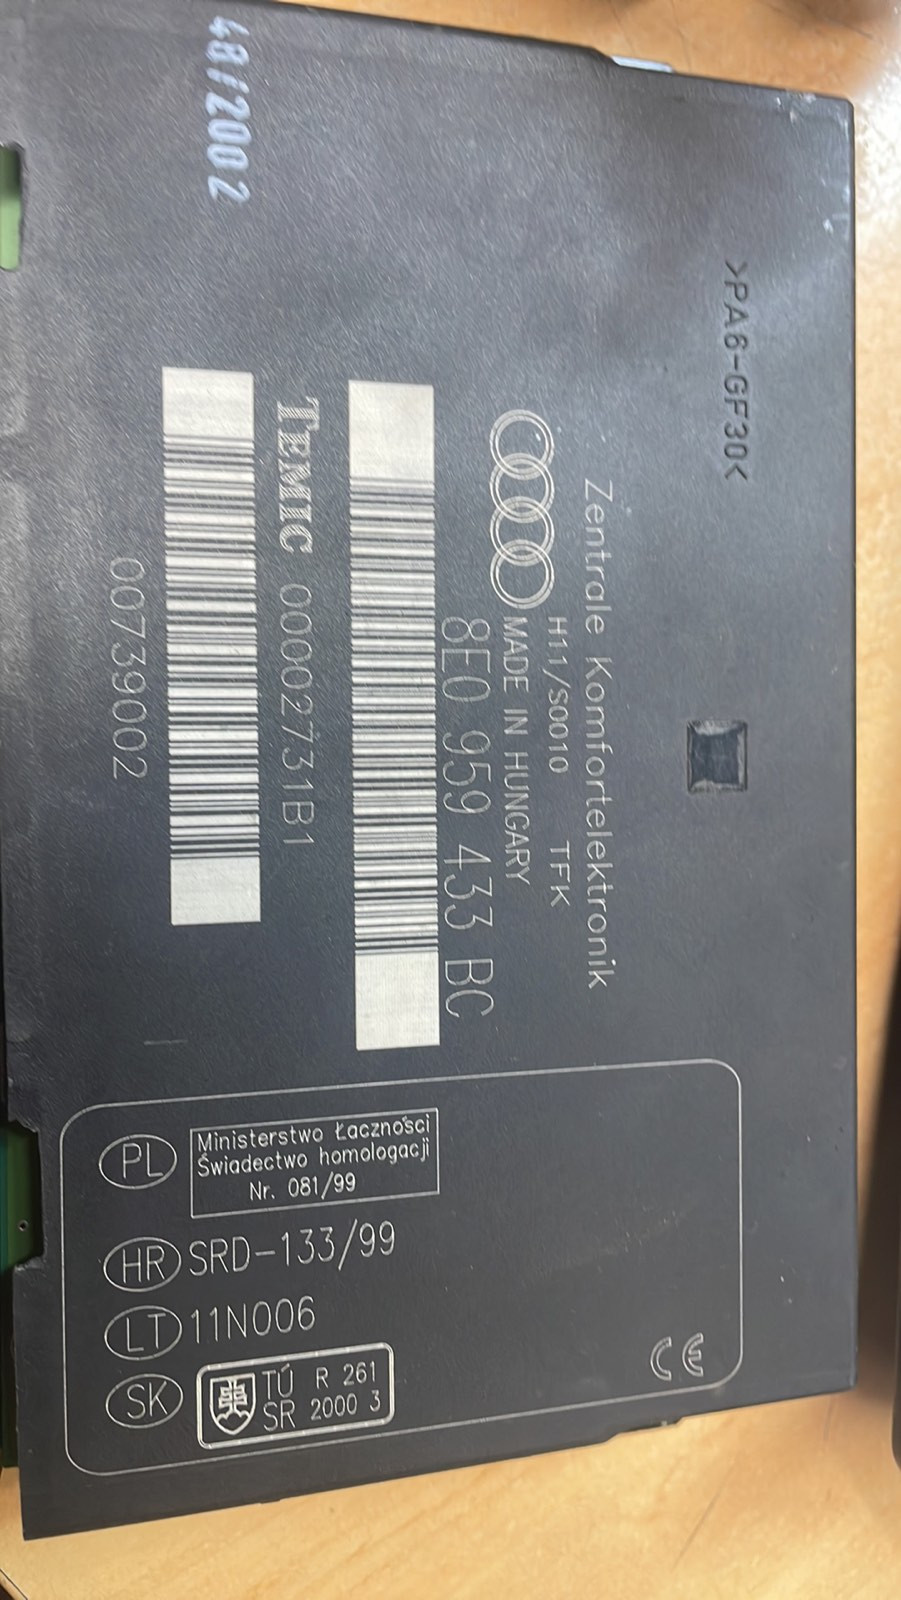 48/2002
>PA6-GF30<
Zentrale Komfortelektronik
H11/S0010 TFK
MADE IN HUNGARY
8E0 959 433 BC
TEMIC 00002731B1
00739002
PL
Ministerstwo Łaczności
Świadectwo homologacji
Nr. 081/99
HR SRD-133/99
LT 11N006
SK TÚ R 261
SR 2000 3
CE